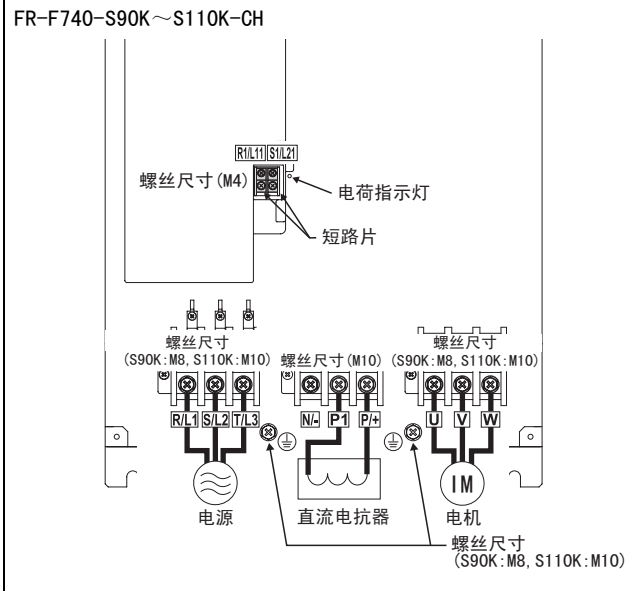 FR-F740-S90K～S110K-CH
R1/L11 S1/L21
螺丝尺寸(M4)
电荷指示灯
短路片
螺丝尺寸
(S90K:M8, S110K:M10)
螺丝尺寸(M10)
螺丝尺寸
(S90K:M8, S110K:M10)
R/L1 S/L2 T/L3
N/- P1 P/+
U V W
IM
电源
直流电抗器
电机
螺丝尺寸
(S90K:M8, S110K:M10)